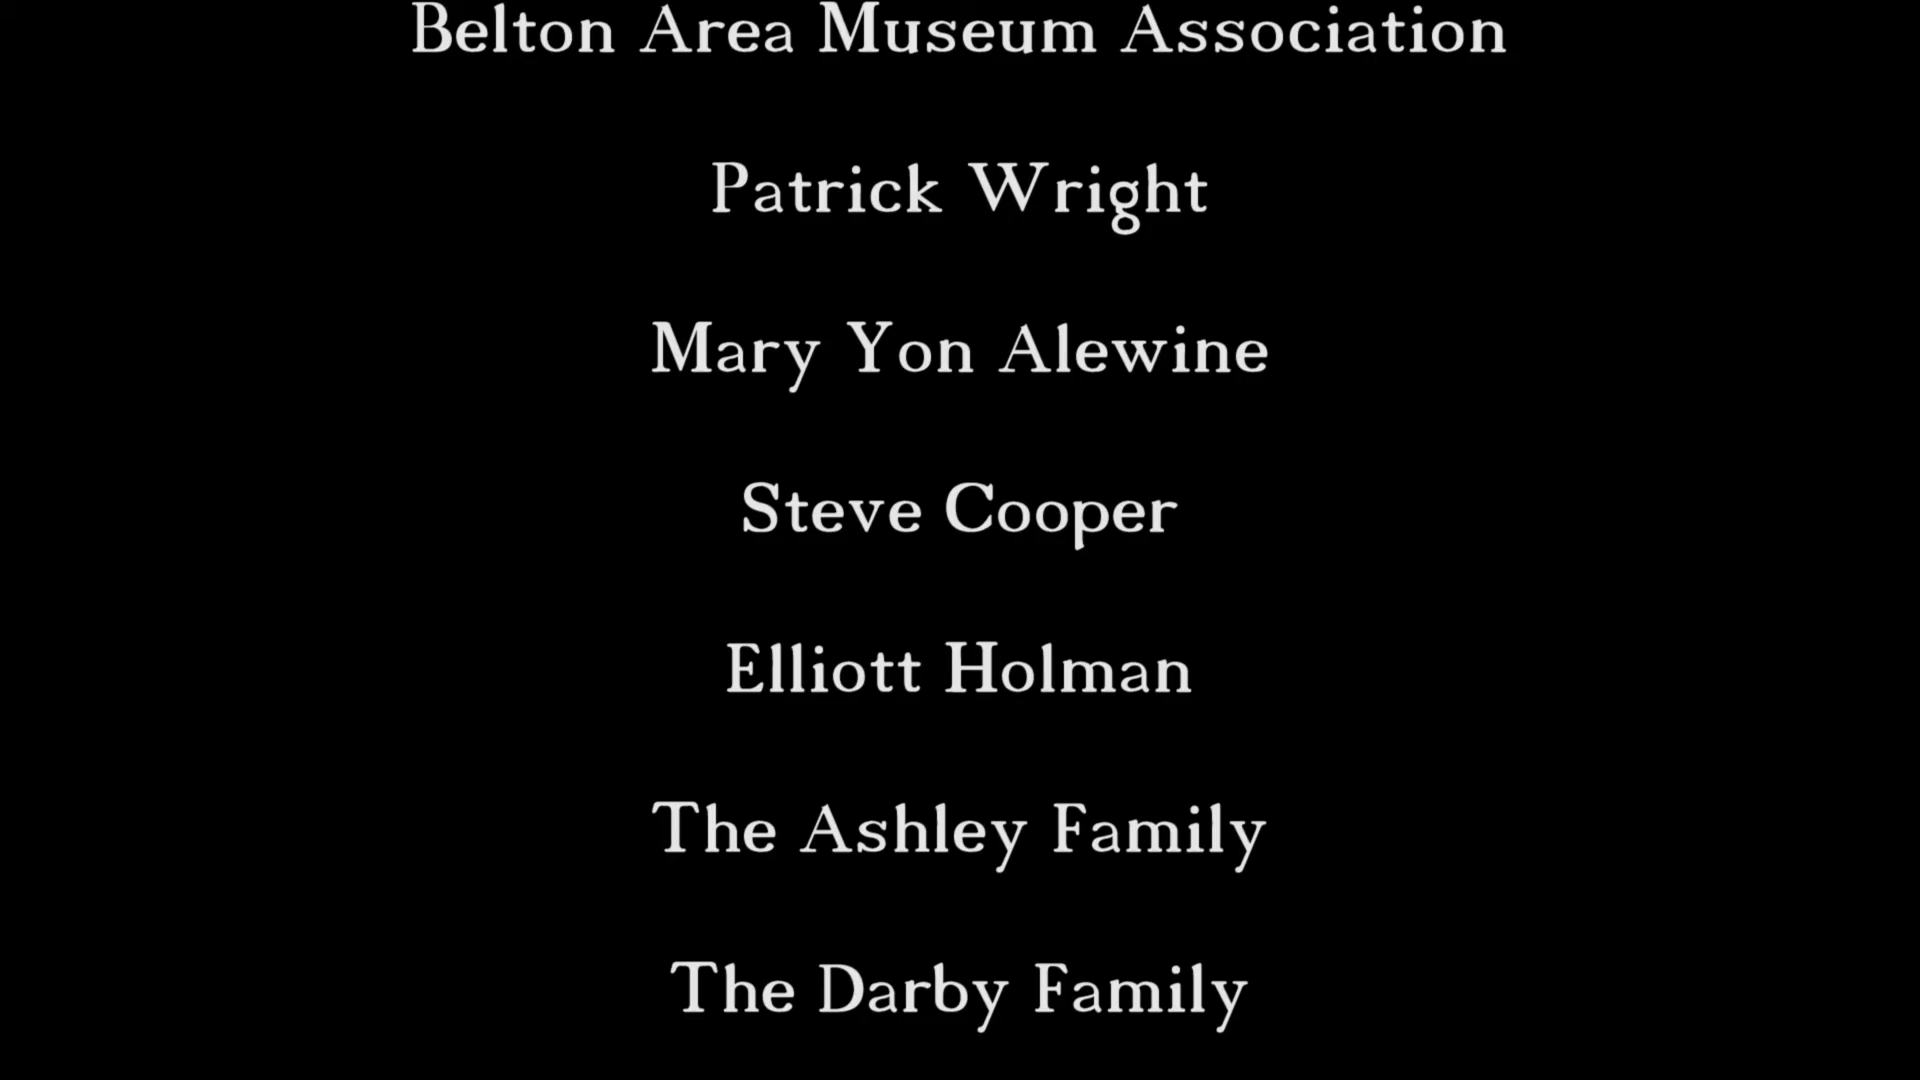 Belton Area Museum Association
Patrick Wright
Mary Yon Alewine
Steve Cooper
Elliott Holman
The Ashley Family
The Darby Family